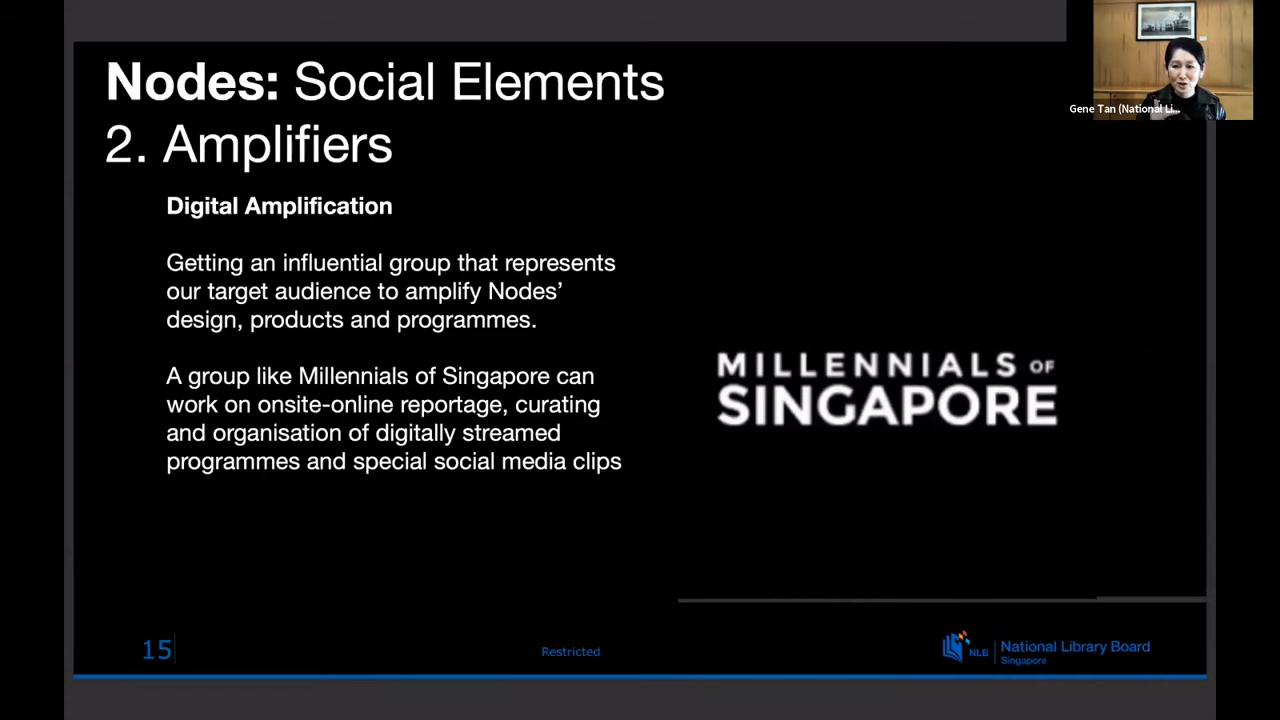 Nodes: Social Elements
2. Amplifiers
Gene Tan (National Li...
Digital Amplification
Getting an influential group that represents
our target audience to amplify Nodes’
design, products and programmes.
A group like Millennials of Singapore can
work on onsite-online reportage, curating
and organisation of digitally streamed
programmes and special social media clips
MILLENNIALS OF
SINGAPORE
15
Restricted
NLB
National Library Board
Singapore